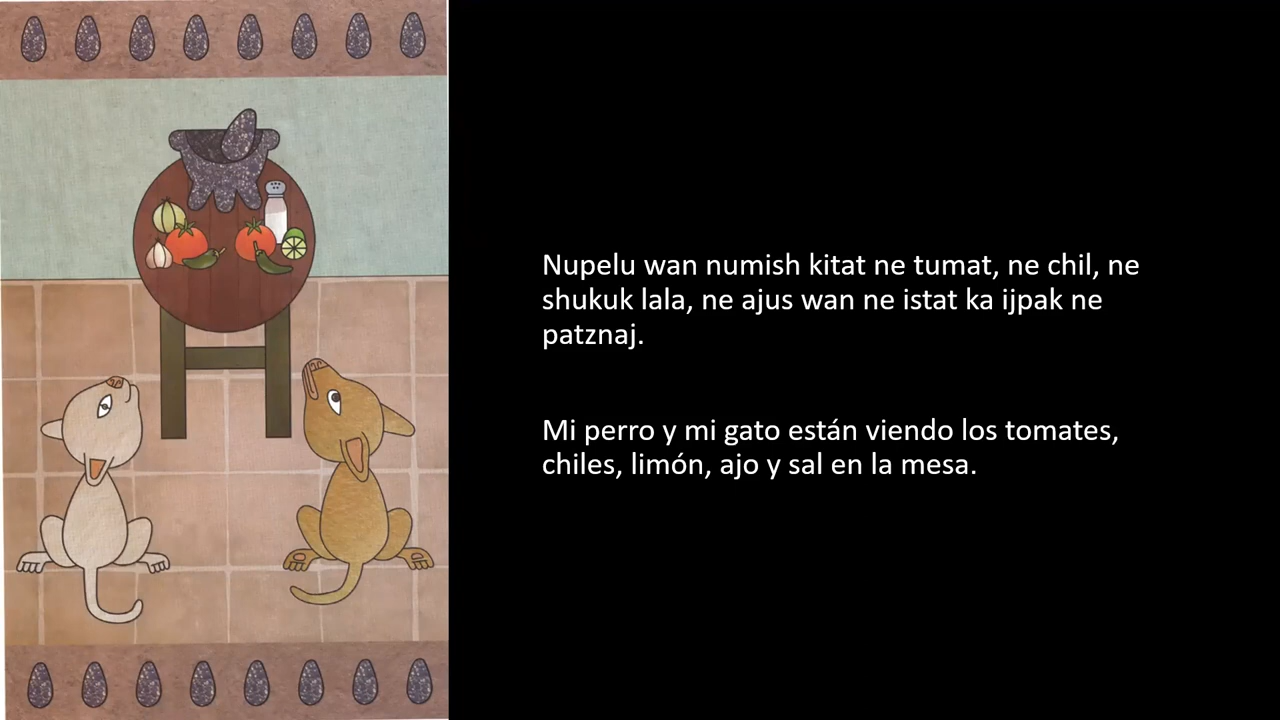 Nupelu wan numish kitat ne tumat, ne chil, ne
shukuk lala, ne ajus wan ne istat ka ijpak ne
patznaj.
Mi perro y mi gato están viendo los tomates,
chiles, limón, ajo y sal en la mesa.